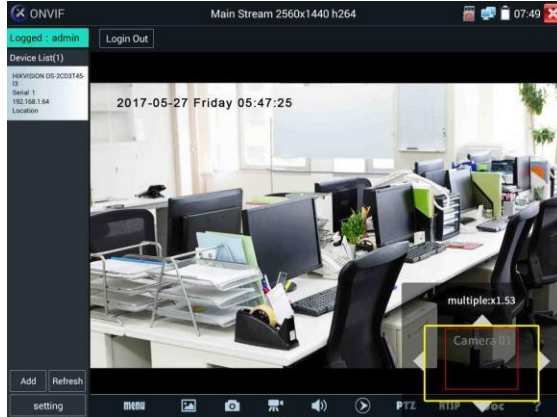 ONVIF
Main Stream 2560x1440 h264
07:49
Logged : admin
Login Out
Device List(1)
HIKVISION DS-2CD3T45-
I3
Serial 1
192.168.1.64
Location
2017-05-27 Friday 05:47:25
multiple:x1.53
Camera 01
Add
Refresh
setting
menu
PTZ
RTIP
?